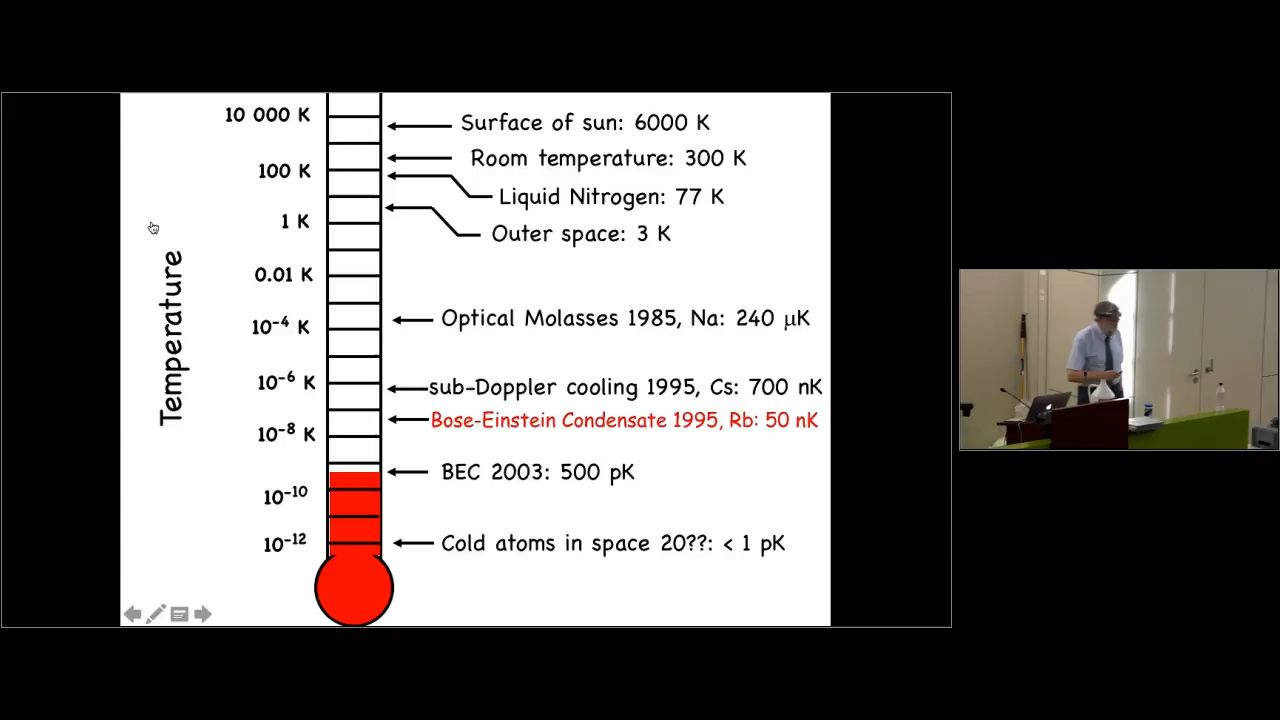 10 000 K
Surface of sun: 6000 K
Room temperature: 300 K
100 K
Liquid Nitrogen: 77 K
1 K
Outer space: 3 K
Temperature
0.01 K
Optical Molasses 1985, Na: 240 μK
10⁻⁴ K
10⁻⁶ K
sub-Doppler cooling 1995, Cs: 700 nK
Bose-Einstein Condensate 1995, Rb: 50 nK
10⁻⁸ K
BEC 2003: 500 pK
10⁻¹⁰
10⁻¹²
Cold atoms in space 20??: < 1 pK